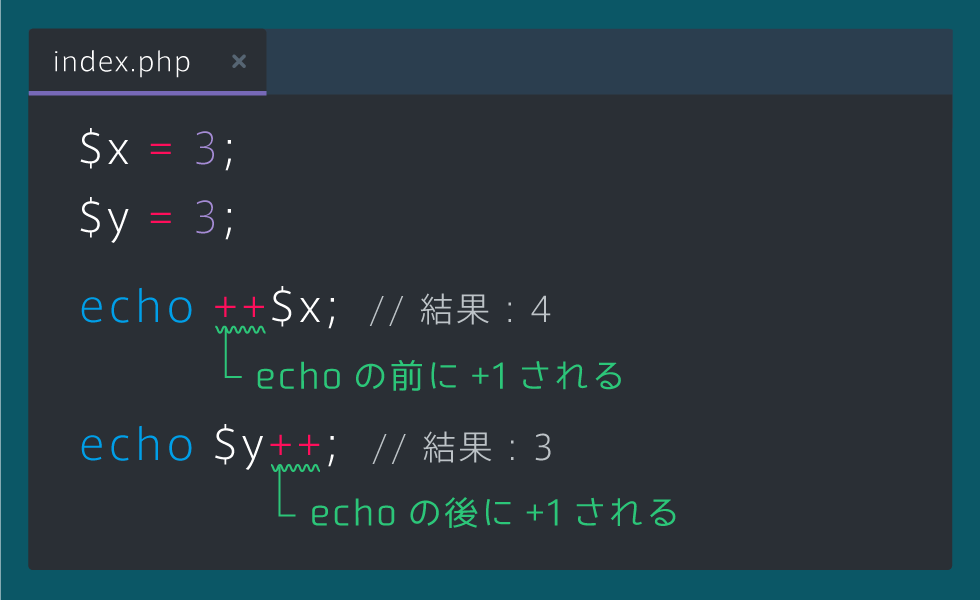 index.php ×
$x = 3;
$y = 3;
echo ++$x; // 結果 : 4
echo の前に +1 される
echo $y++; // 結果 : 3
echo の後に +1 される